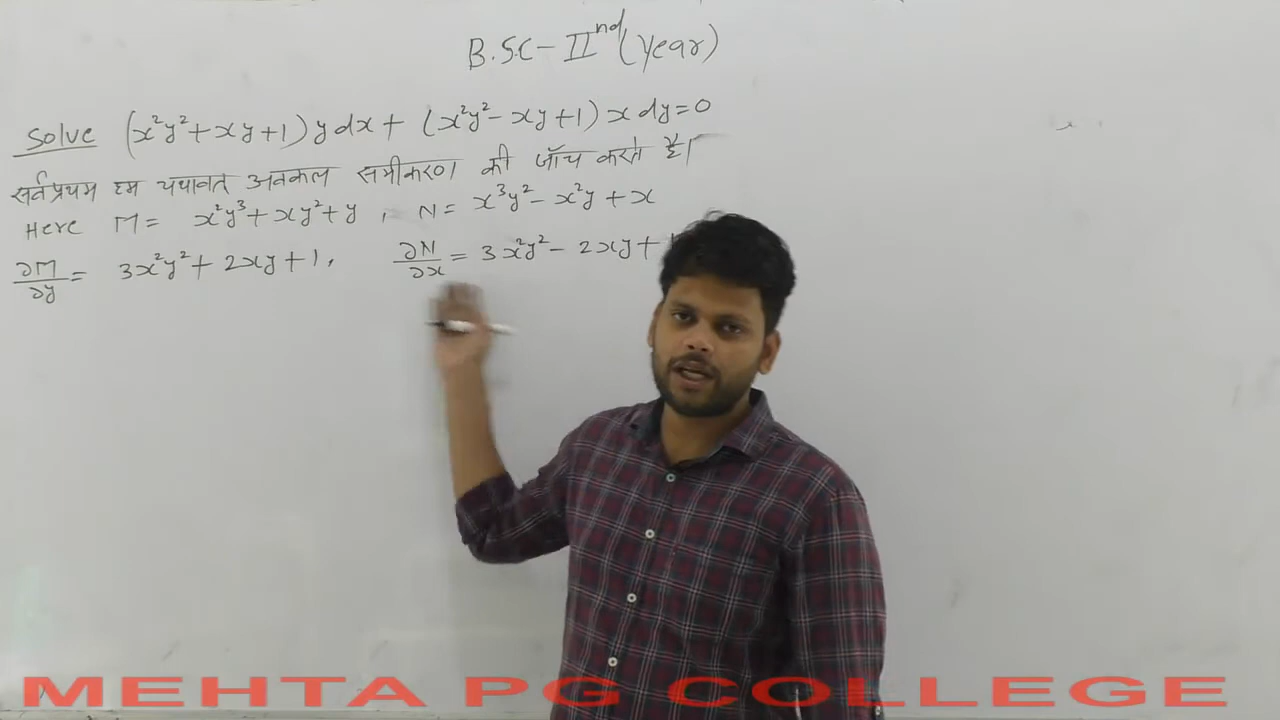 B.SC-IInd (year)
Solve (x²y²+xy+1) y dx + (x²y²-xy+1) x dy=0
सर्वप्रथम हम यथावत् अवकल समीकरण की जाँच करते है।
Here M= x²y³+xy²+y , N= x³y²-x²y+x
∂M/∂y = 3x²y²+2xy+1, ∂N/∂x = 3x²y²-2xy+
MEHTA PG COLLEGE